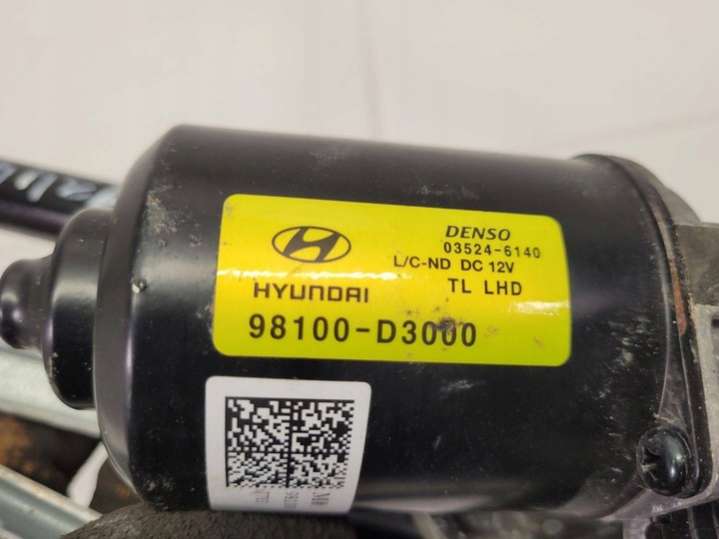 DENSO
03524-6140
L/C-ND DC 12V
HYUNDAI
TL LHD
98100-D3000